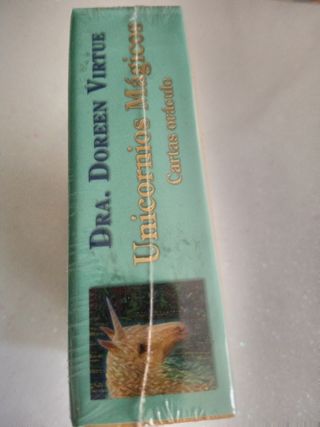 DRA. DOREEN VIRTUE
Unicornios Mágicos
Cartas oráculo